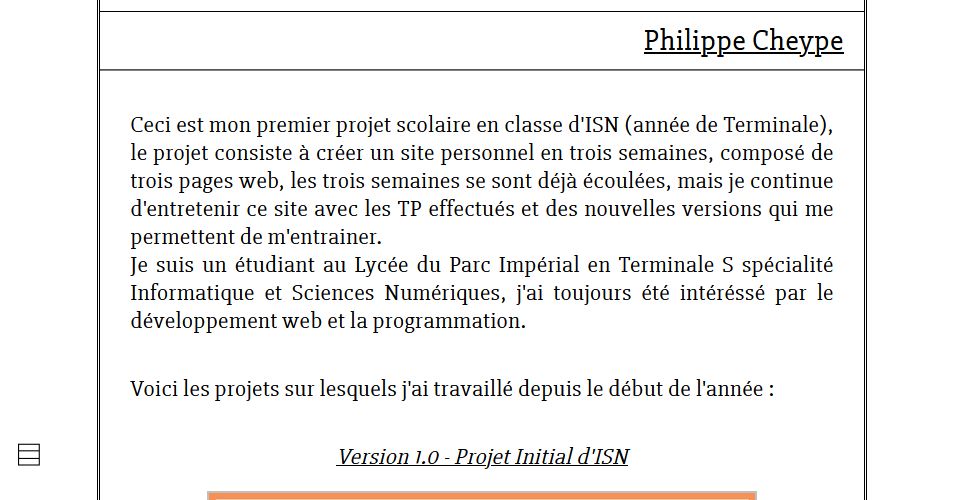 Philippe Cheype
Ceci est mon premier projet scolaire en classe d'ISN (année de Terminale),
le projet consiste à créer un site personnel en trois semaines, composé de
trois pages web, les trois semaines se sont déjà écoulées, mais je continue
d'entretenir ce site avec les TP effectués et des nouvelles versions qui me
permettent de m'entrainer.
Je suis un étudiant au Lycée du Parc Impérial en Terminale S spécialité
Informatique et Sciences Numériques, j'ai toujours été intéréssé par le
développement web et la programmation.
Voici les projets sur lesquels j'ai travaillé depuis le début de l'année :
Version 1.0 - Projet Initial d'ISN